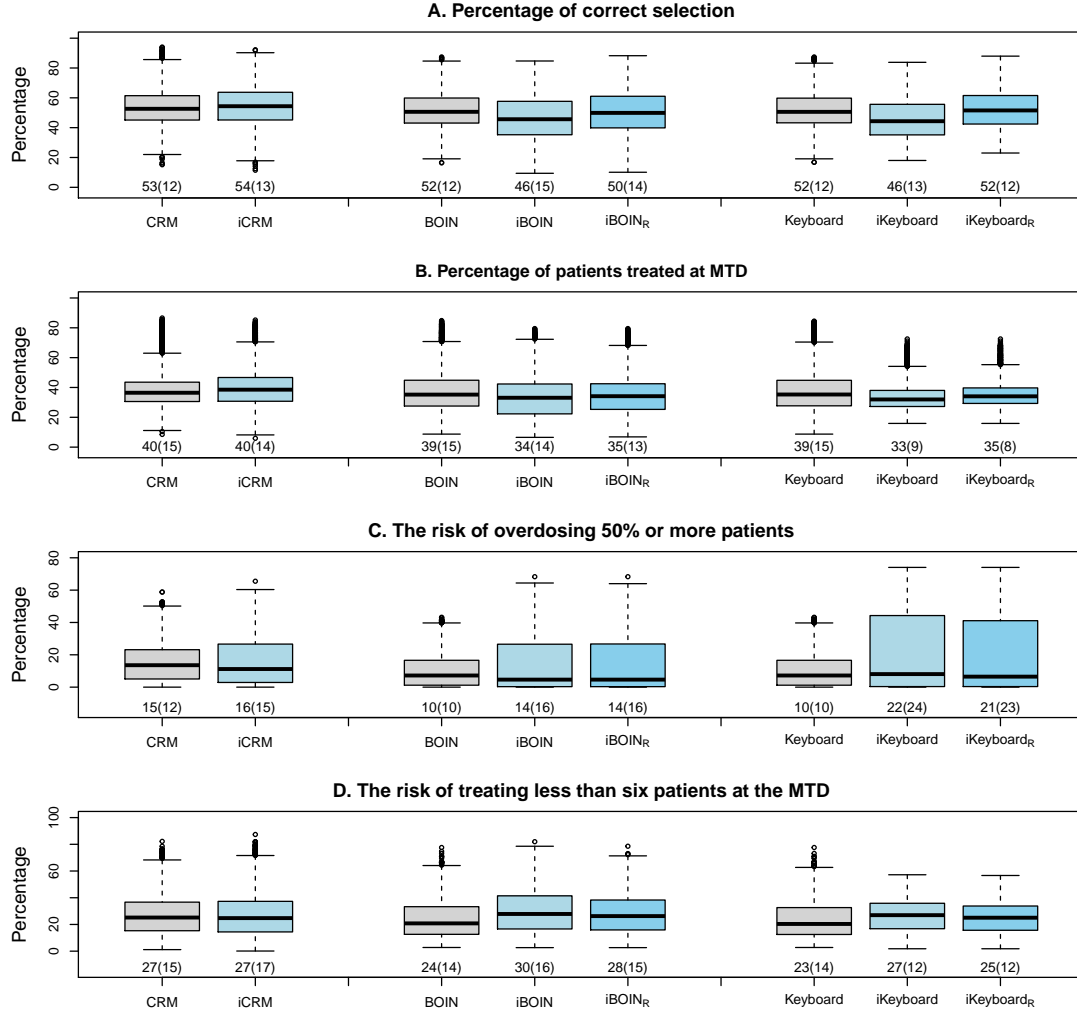 A. Percentage of correct selection
Percentage
0 20 40 60 80
53(12) 54(13) 52(12) 46(15) 50(14) 52(12) 46(13) 52(12)
CRM iCRM BOIN iBOIN iBOINR Keyboard iKeyboard iKeyboardR
B. Percentage of patients treated at MTD
Percentage
0 20 40 60 80
40(15) 40(14) 39(15) 34(14) 35(13) 39(15) 33(9) 35(8)
CRM iCRM BOIN iBOIN iBOINR Keyboard iKeyboard iKeyboardR
C. The risk of overdosing 50% or more patients
Percentage
0 20 40 60 80
15(12) 16(15) 10(10) 14(16) 14(16) 10(10) 22(24) 21(23)
CRM iCRM BOIN iBOIN iBOINR Keyboard iKeyboard iKeyboardR
D. The risk of treating less than six patients at the MTD
Percentage
0 20 60 100
27(15) 27(17) 24(14) 30(16) 28(15) 23(14) 27(12) 25(12)
CRM iCRM BOIN iBOIN iBOINR Keyboard iKeyboard iKeyboardR